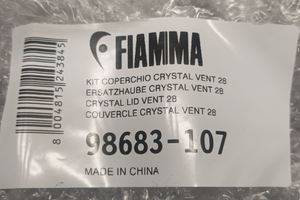 FIAMMA
KIT COPERCHIO CRYSTAL VENT 28
ERSATZHAUBE CRYSTAL VENT 28
CRYSTAL LID VENT 28
COUVERCLE CRYSTAL VENT 28
98683-107
MADE IN CHINA
8 004815 243845